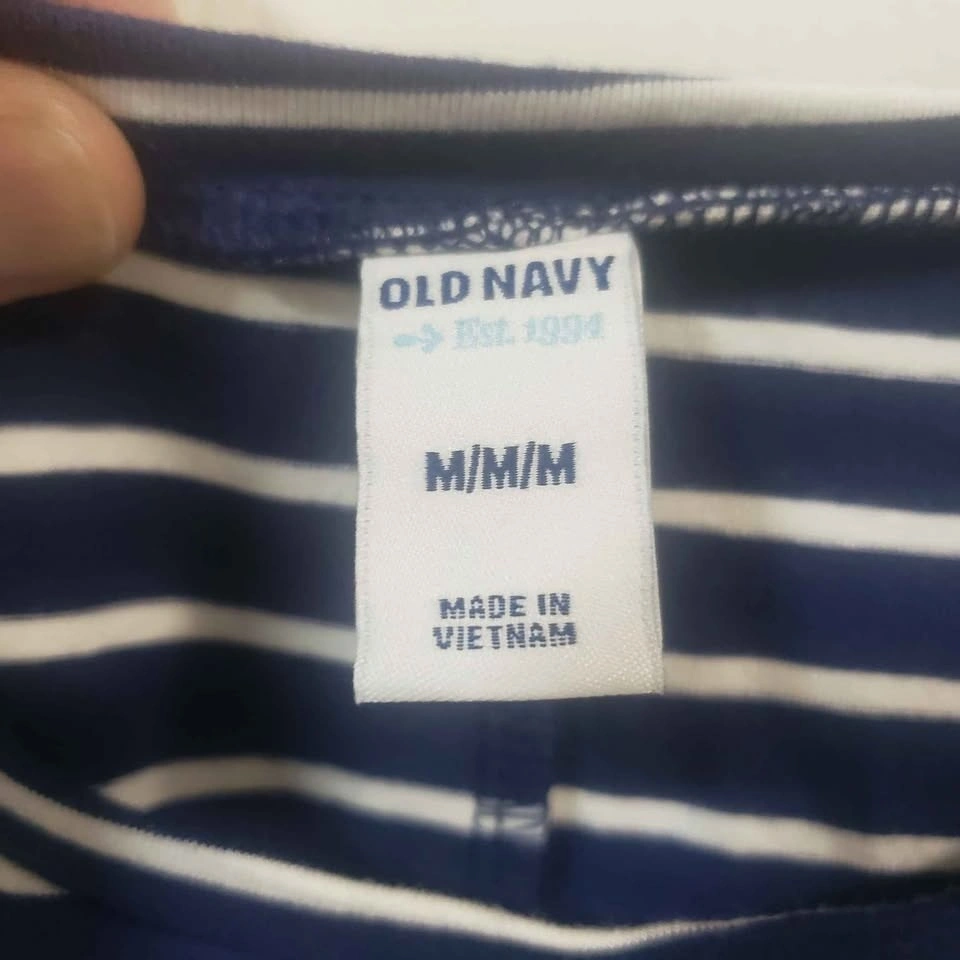 OLD NAVY
Est. 1994
M/M/M
MADE IN
VIETNAM